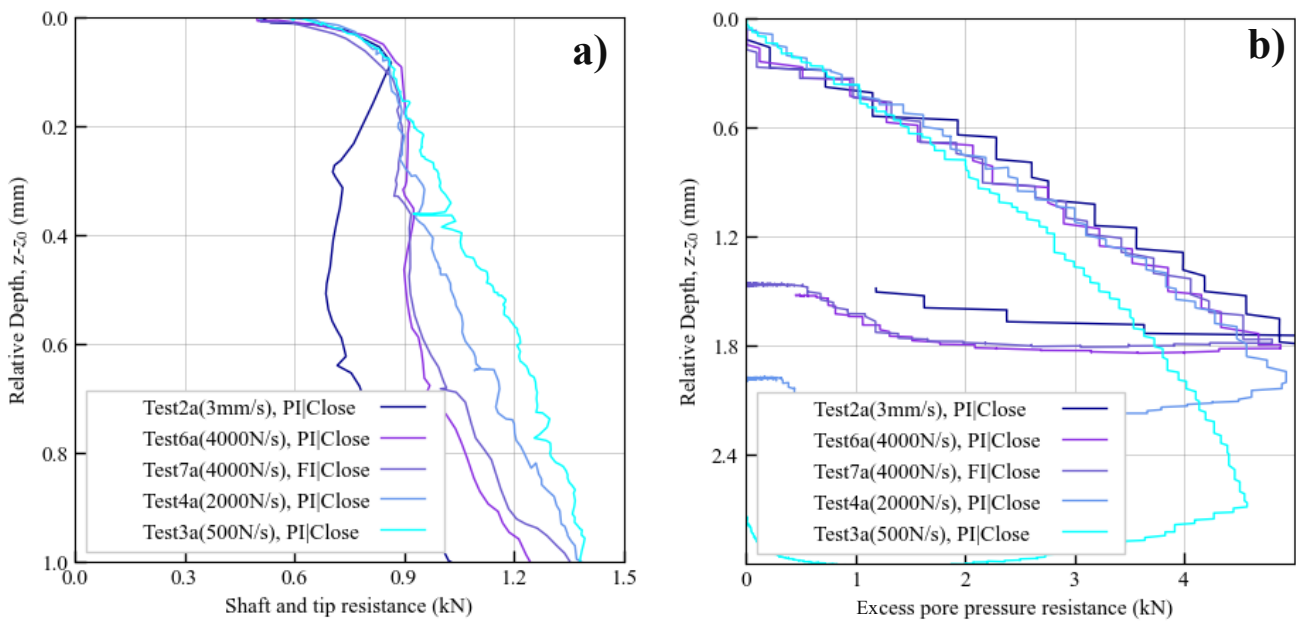 a)
0.0
0.2
0.4
0.6
0.8
1.0
Relative Depth, z-z₀ (mm)
Test2a(3mm/s), PI|Close
Test6a(4000N/s), PI|Close
Test7a(4000N/s), FI|Close
Test4a(2000N/s), PI|Close
Test3a(500N/s), PI|Close
0.0 0.3 0.6 0.9 1.2 1.5
Shaft and tip resistance (kN)
b)
0.0
0.6
1.2
1.8
2.4
Relative Depth, z-z₀ (mm)
Test2a(3mm/s), PI|Close
Test6a(4000N/s), PI|Close
Test7a(4000N/s), FI|Close
Test4a(2000N/s), PI|Close
Test3a(500N/s), PI|Close
0 1 2 3 4
Excess pore pressure resistance (kN)